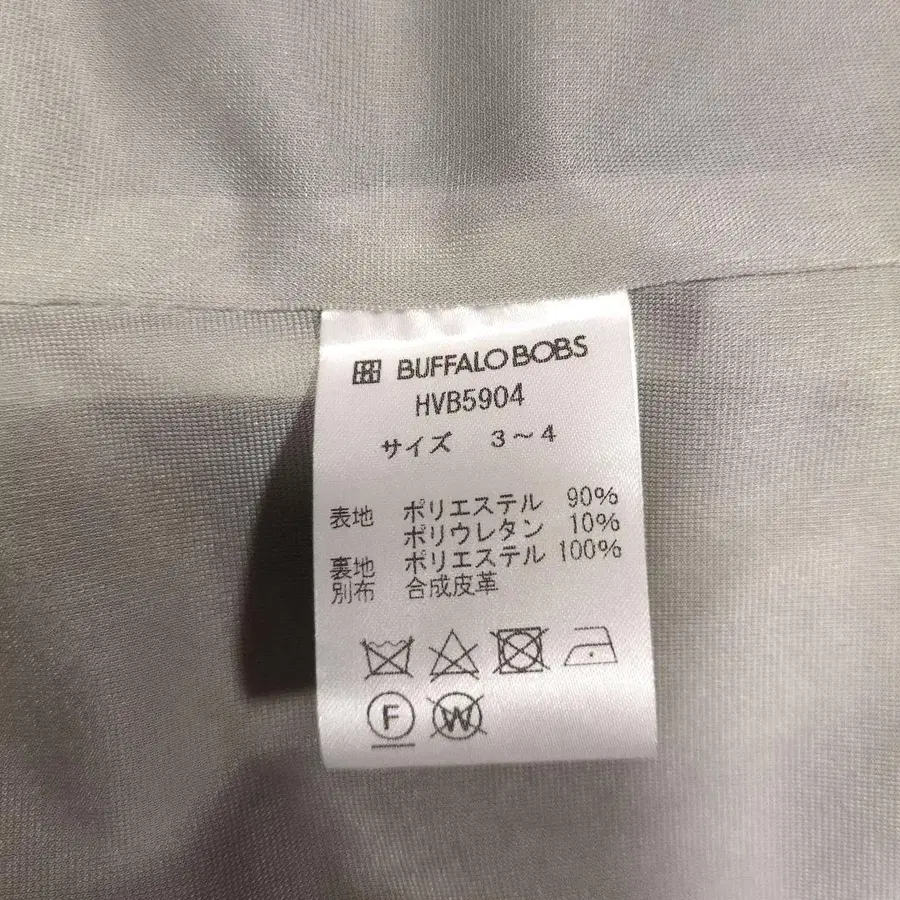 BUFFALO BOBS
HVB5904
サイズ 3～4
表地 ポリエステル 90%
ポリウレタン 10%
裏地 ポリエステル 100%
別布 合成皮革
F W